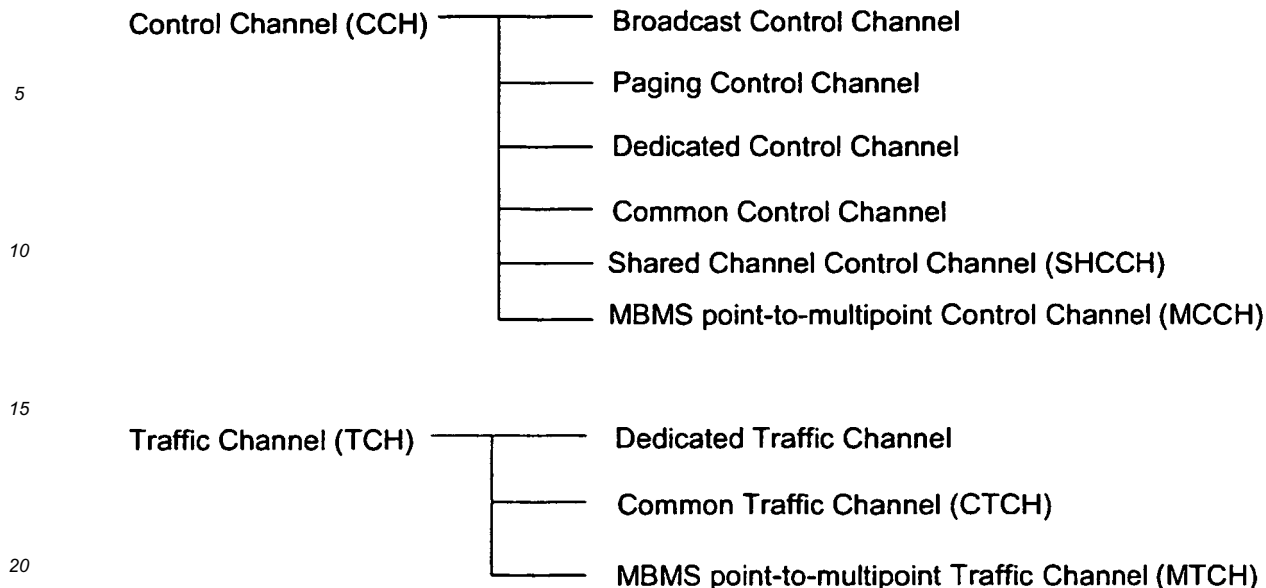 Control Channel (CCH)
Broadcast Control Channel
5
Paging Control Channel
Dedicated Control Channel
Common Control Channel
10
Shared Channel Control Channel (SHCCH)
MBMS point-to-multipoint Control Channel (MCCH)
15
Traffic Channel (TCH)
Dedicated Traffic Channel
Common Traffic Channel (CTCH)
20
MBMS point-to-multipoint Traffic Channel (MTCH)